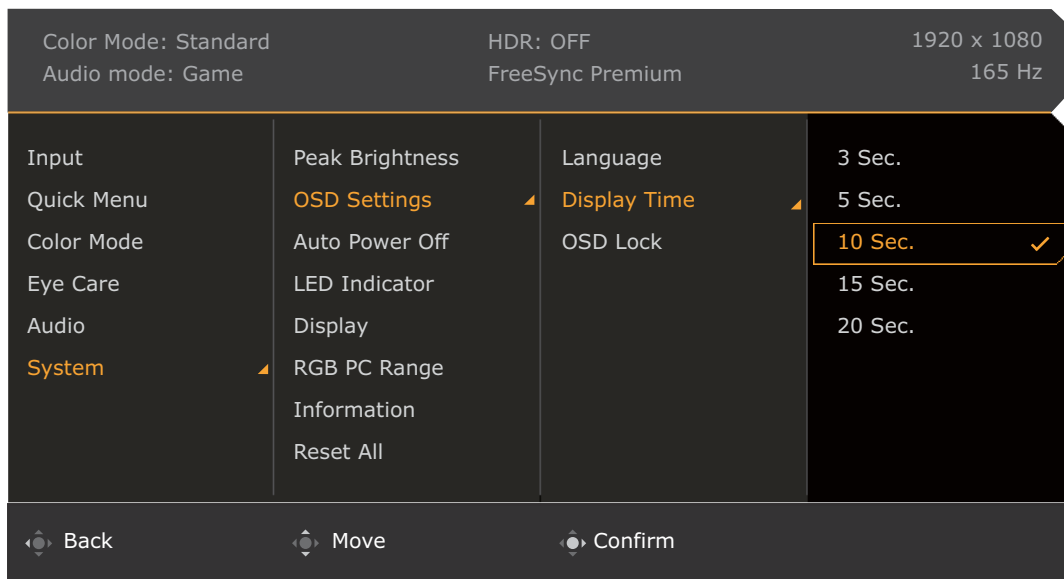 Color Mode: Standard
Audio mode: Game
HDR: OFF
FreeSync Premium
1920 x 1080
165 Hz
Input
Quick Menu
Color Mode
Eye Care
Audio
System
Peak Brightness
OSD Settings
Auto Power Off
LED Indicator
Display
RGB PC Range
Information
Reset All
Language
Display Time
OSD Lock
3 Sec.
5 Sec.
10 Sec.
15 Sec.
20 Sec.
Back
Move
Confirm